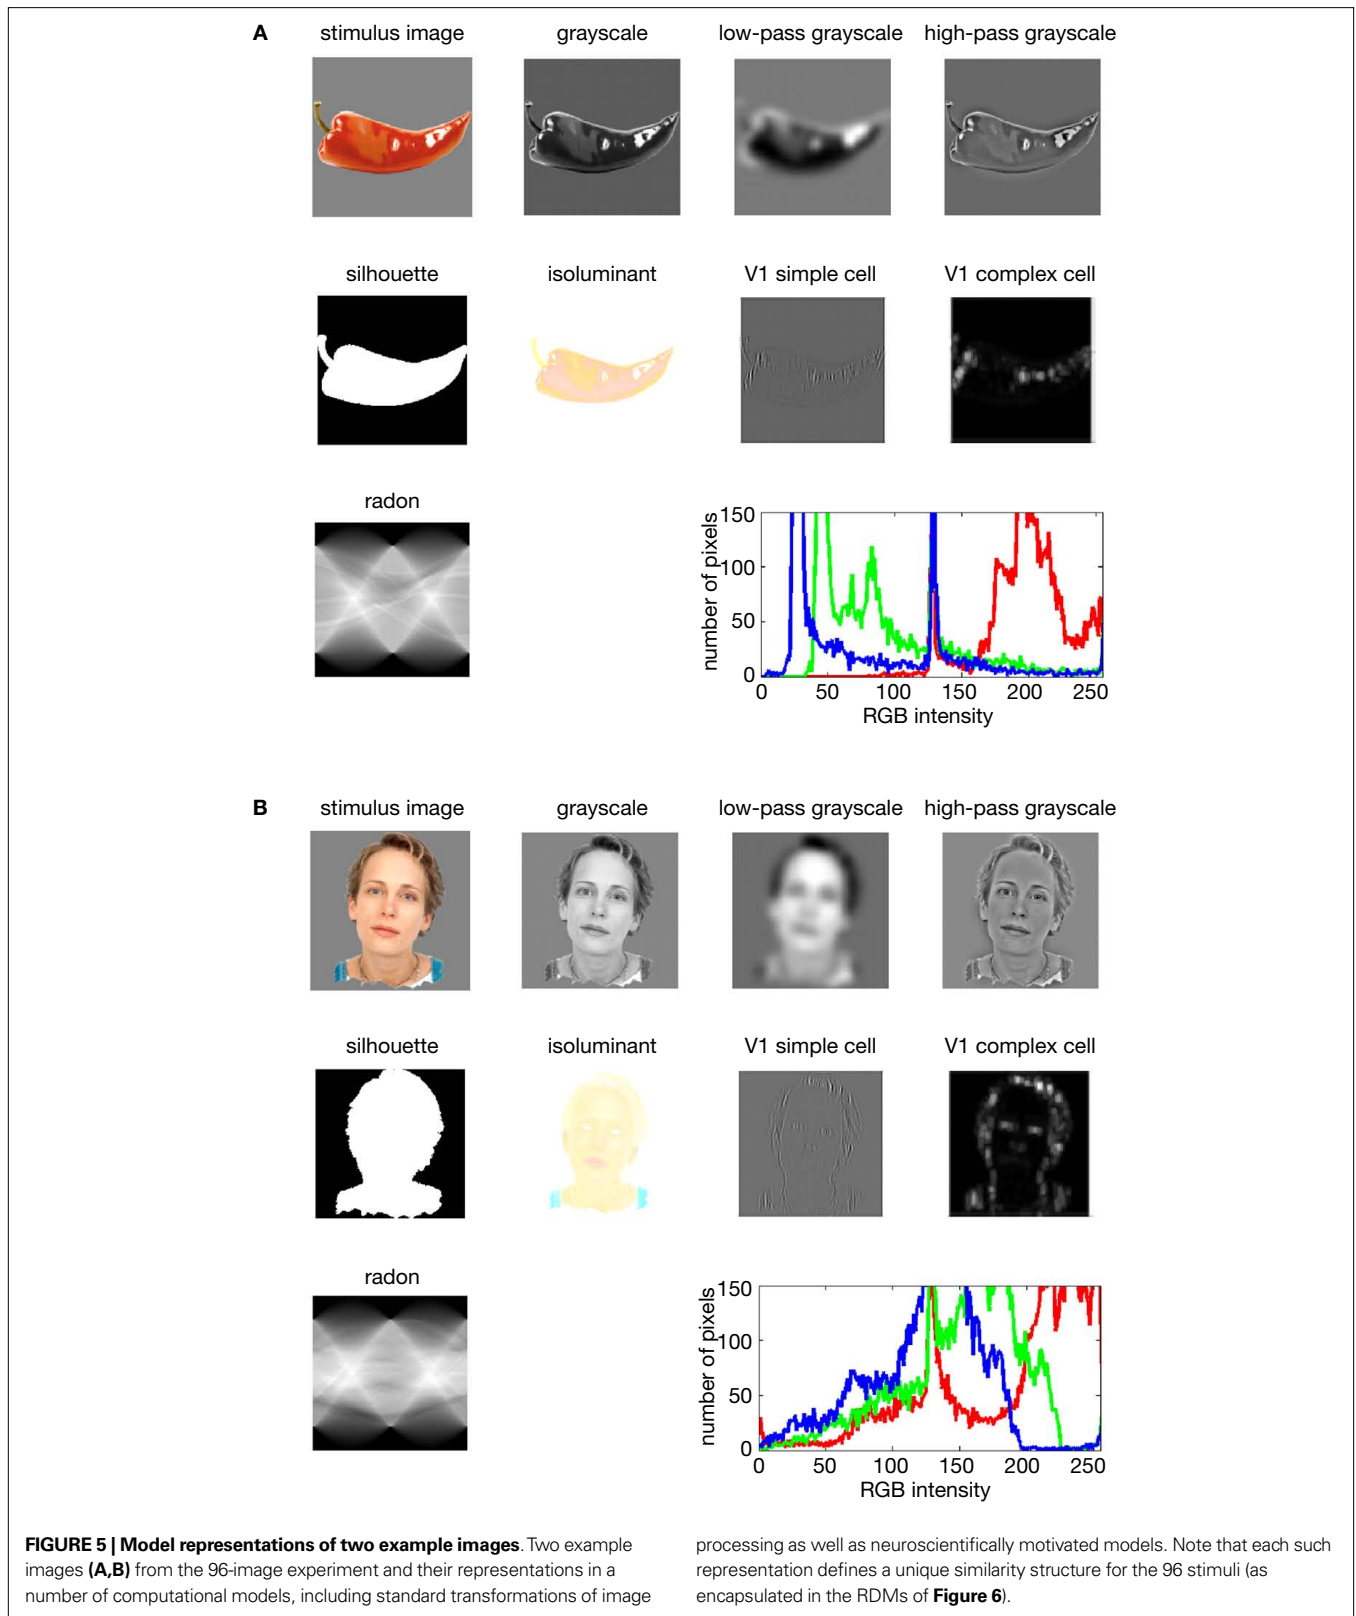 A
stimulus image
grayscale
low-pass grayscale
high-pass grayscale
silhouette
isoluminant
V1 simple cell
V1 complex cell
radon
number of pixels
150
100
50
0
0 50 100 150 200 250
RGB intensity
B
stimulus image
grayscale
low-pass grayscale
high-pass grayscale
silhouette
isoluminant
V1 simple cell
V1 complex cell
radon
number of pixels
150
100
50
0
0 50 100 150 200 250
RGB intensity
FIGURE 5 | Model representations of two example images. Two example
images (A,B) from the 96-image experiment and their representations in a
number of computational models, including standard transformations of image
processing as well as neuroscientifically motivated models. Note that each such
representation defines a unique similarity structure for the 96 stimuli (as
encapsulated in the RDMs of Figure 6).